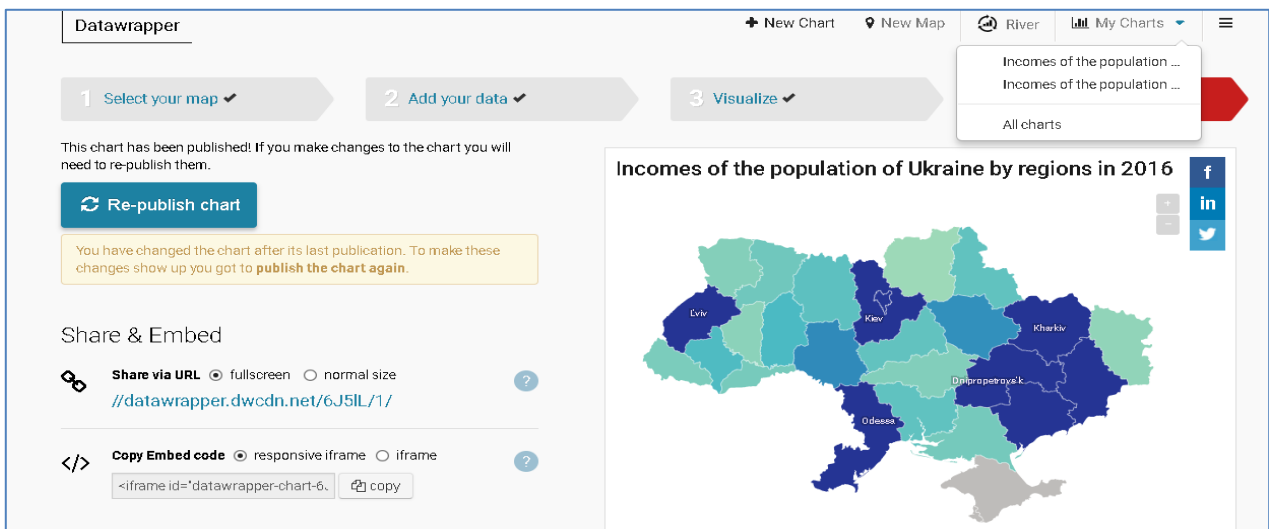 Datawrapper
New Chart
New Map
River
My Charts
Incomes of the population ...
Incomes of the population ...
All charts
1 Select your map
2 Add your data
3 Visualize
This chart has been published! If you make changes to the chart you will
need to re-publish them.
Re-publish chart
You have changed the chart after its last publication. To make these
changes show up you got to publish the chart again.
Share & Embed
Share via URL fullscreen normal size
?
//datawrapper.dwcdn.net/6J5lL/1/
</> Copy Embed code responsive iframe iframe
?
<iframe id="datawrapper-chart-6J
copy
Incomes of the population of Ukraine by regions in 2016
f
in
+
-
Lviv
Kiev
Kharkiv
Dnipropetrovs'k
Odessa